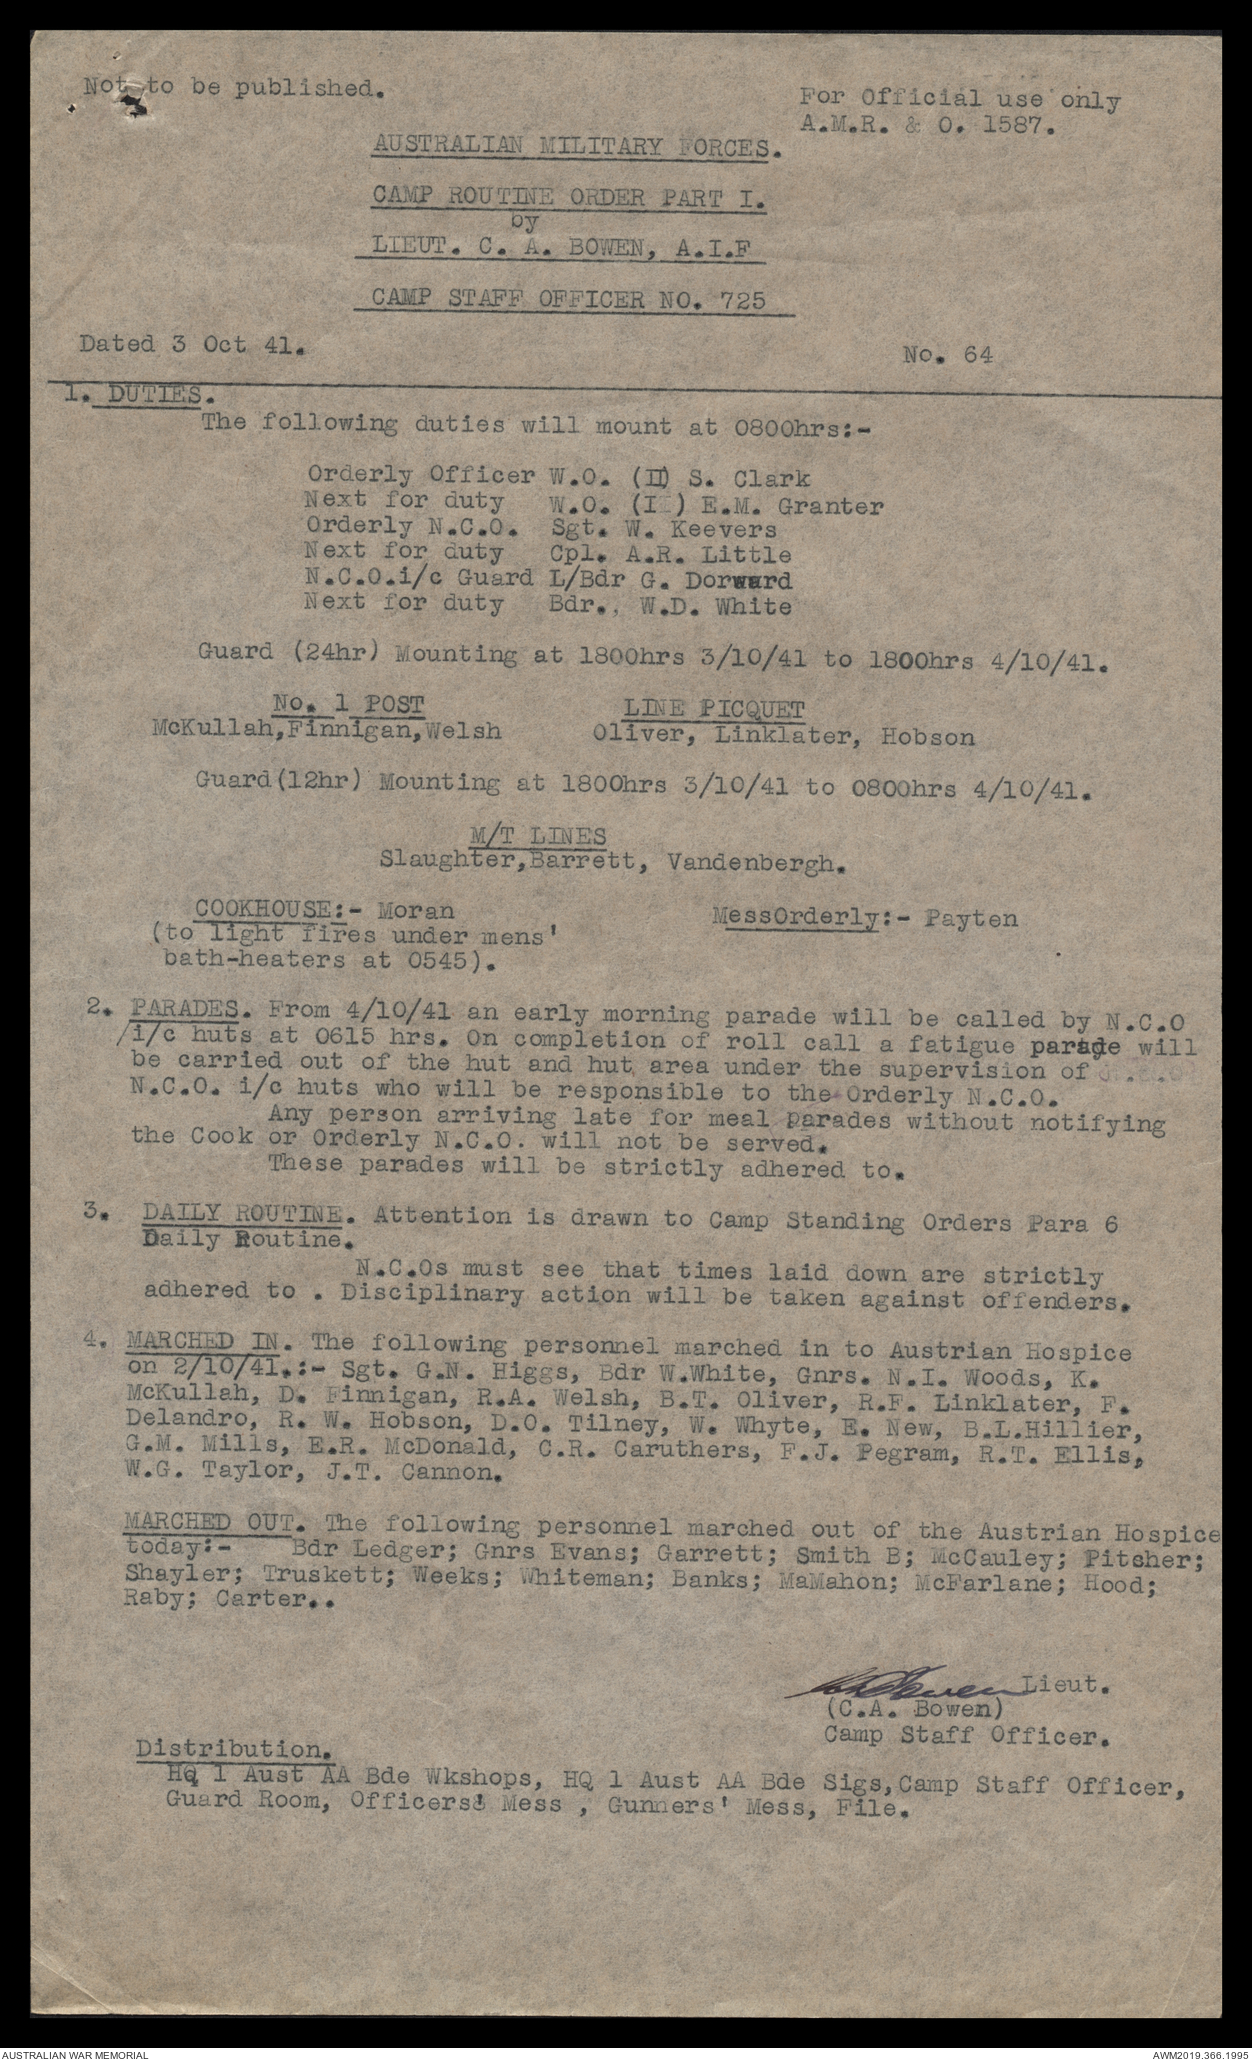 Not to be published.
For Official use only
A.M.R. & O. 1587.
AUSTRALIAN MILITARY FORCES.
CAMP ROUTINE ORDER PART I.
by
LIEUT. C. A. BOWEN, A.I.F
CAMP STAFF OFFICER NO. 725
Dated 3 Oct 41.
No. 64
1. DUTIES.
The following duties will mount at 0800hrs:-
Orderly Officer W.O. (II) S. Clark
Next for duty W.O. (II) E.M. Granter
Orderly N.C.O. Sgt. W. Keevers
Next for duty Cpl. A.R. Little
N.C.O.i/c Guard L/Bdr G. Dorward
Next for duty Bdr., W.D. White
Guard (24hr) Mounting at 1800hrs 3/10/41 to 1800hrs 4/10/41.
No. 1 POST LINE PICQUET
McKullah,Finnigan,Welsh Oliver, Linklater, Hobson
Guard(12hr) Mounting at 1800hrs 3/10/41 to 0800hrs 4/10/41.
M/T LINES
Slaughter,Barrett, Vandenbergh.
COOKHOUSE:- Moran MessOrderly:- Payten
(to light fires under mens'
bath-heaters at 0545).
2. PARADES. From 4/10/41 an early morning parade will be called by N.C.O
/i/c huts at 0615 hrs. On completion of roll call a fatigue will
be carried out of the hut and hut area under the supervision of
N.C.O. i/c huts who will be responsible to the Orderly N.C.O.
Any person arriving late for meal parades without notifying
the Cook or Orderly N.C.O. will not be served.
These parades will be strictly adhered to.
3. DAILY ROUTINE. Attention is drawn to Camp Standing Orders Para 6
Daily Routine.
N.C.Os must see that times laid down are strictly
adhered to . Disciplinary action will be taken against offenders.
4. MARCHED IN. The following personnel marched in to Austrian Hospice
on 2/10/41.:- Sgt. G.N. Higgs, Bdr W.White, Gnrs. N.I. Woods, K.
McKullah, D. Finnigan, R.A. Welsh, B.T. Oliver, R.F. Linklater, F.
Delandro, R. W. Hobson, D.O. Tilney, W. Whyte, E. New, B.L.Hillier,
G.M. Mills, E.R. McDonald, C.R. Caruthers, F.J. Pegram, R.T. Ellis,
W.G. Taylor, J.T. Cannon.
MARCHED OUT. The following personnel marched out of the Austrian Hospice
today:- Bdr Ledger; Gnrs Evans; Garrett; Smith B; McCauley; Pitcher;
Shayler; Truskett; Weeks; Whiteman; Banks; MaMahon; McFarlane; Hood;
Raby; Carter..
CA Bowen Lieut.
(C.A. Bowen)
Camp Staff Officer.
Distribution.
HQ 1 Aust AA Bde Wkshops, HQ 1 Aust AA Bde Sigs,Camp Staff Officer,
Guard Room, Officers' Mess , Gunners' Mess, File.
AUSTRALIAN WAR MEMORIAL
AWM2019.366.1995